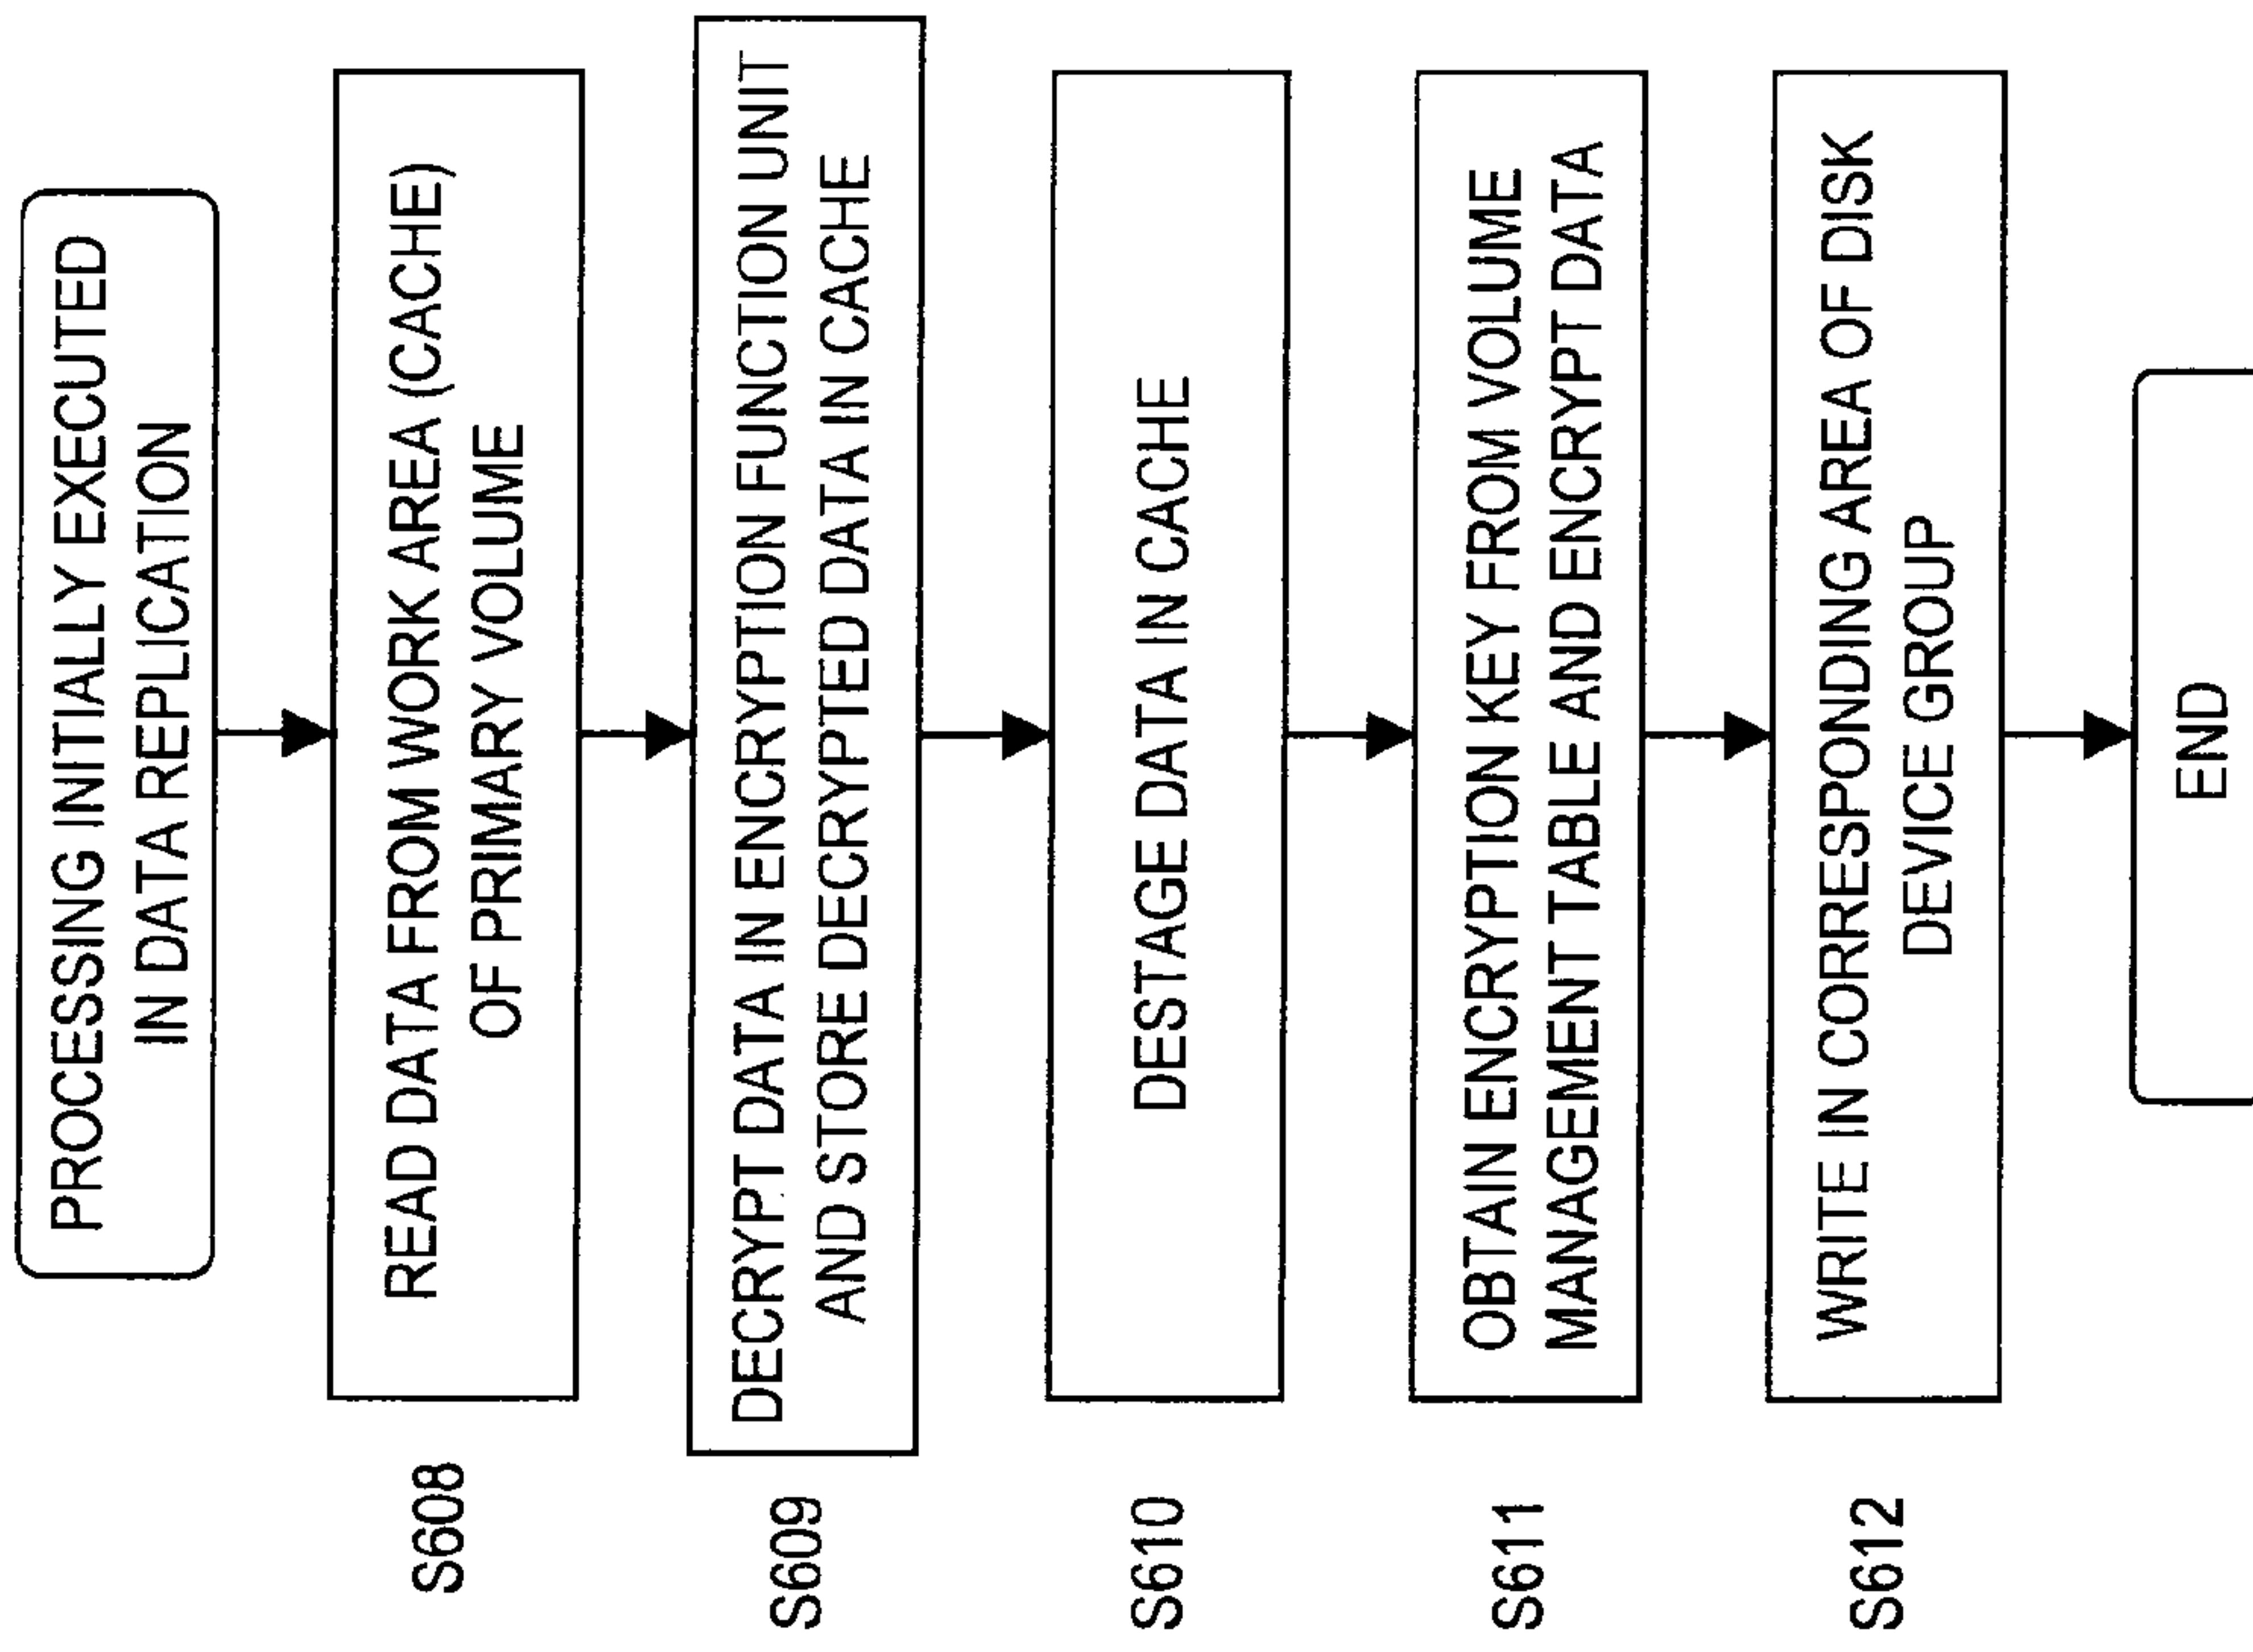 PROCESSING INITIALLY EXECUTED
IN DATA REPLICATION
S608
READ DATA FROM WORK AREA (CACHE)
OF PRIMARY VOLUME
S609
DECRYPT DATA IN ENCRYPTION FUNCTION UNIT
AND STORE DECRYPTED DATA IN CACHE
S610
DESTAGE DATA IN CACHE
S611
OBTAIN ENCRYPTION KEY FROM VOLUME
MANAGEMENT TABLE AND ENCRYPT DATA
S612
WRITE IN CORRESPONDING AREA OF DISK
DEVICE GROUP
END